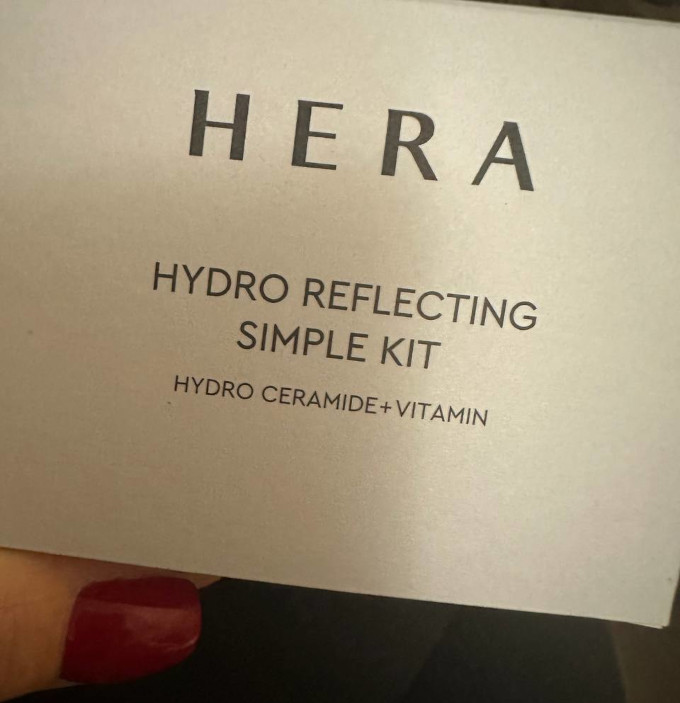 HERA
HYDRO REFLECTING
SIMPLE KIT
HYDRO CERAMIDE+VITAMIN